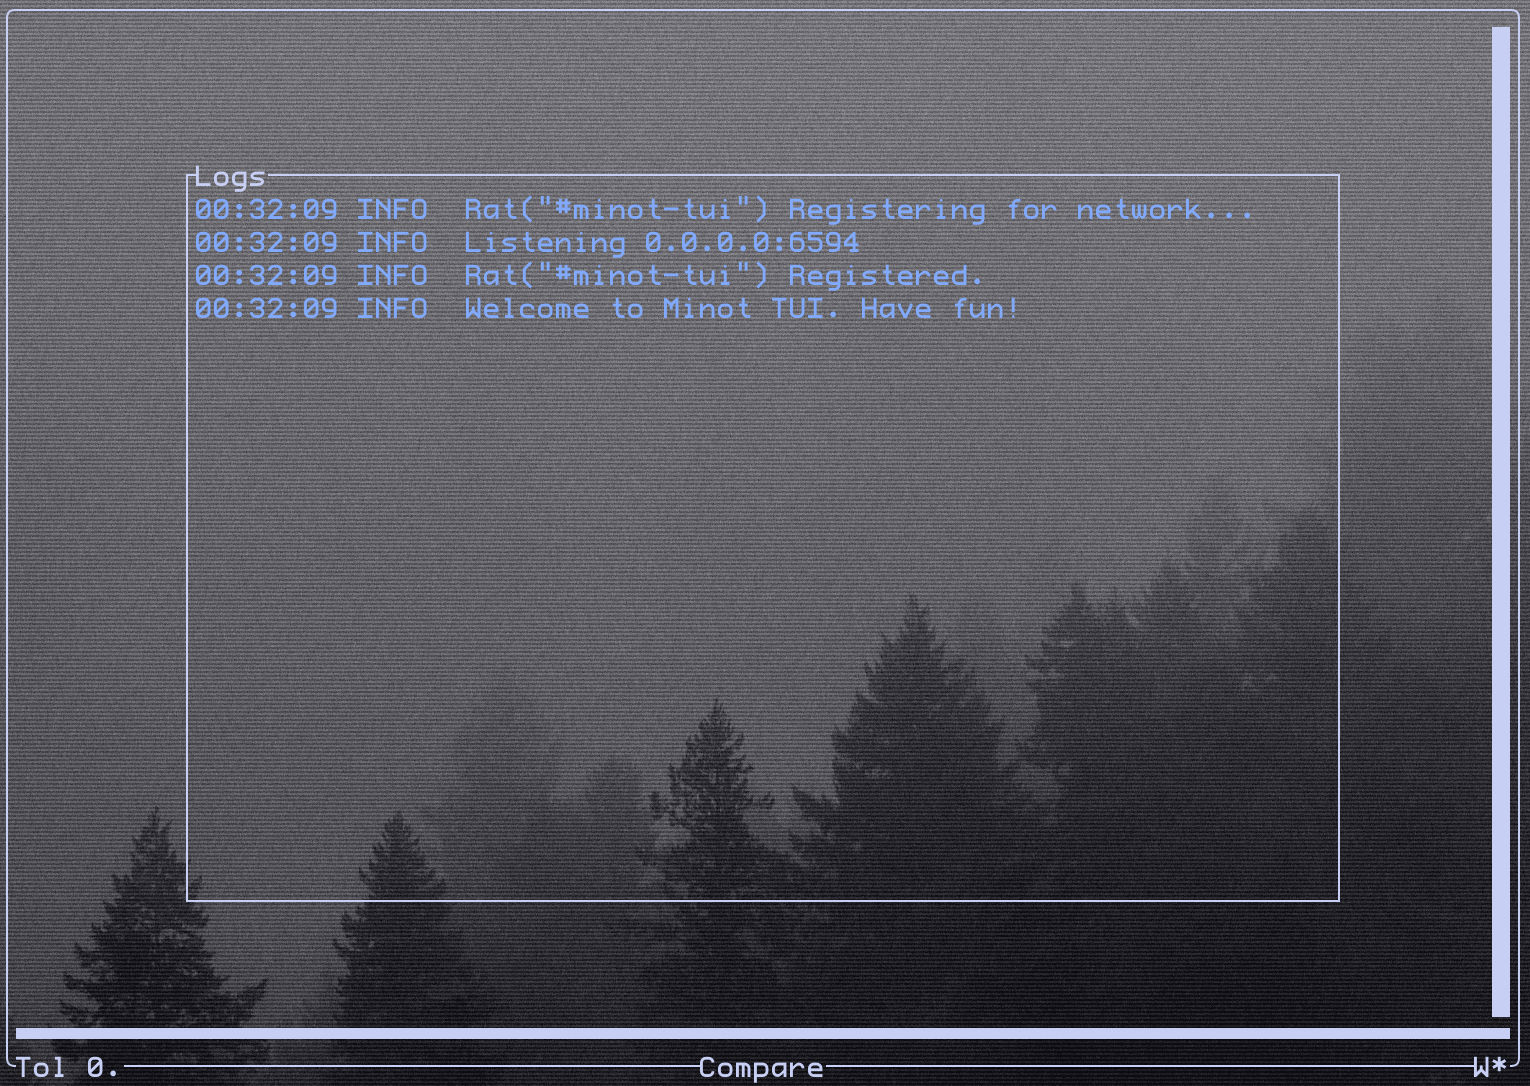 Logs
00:32:09 INFO  Rat("#minot-tui") Registering for network...
00:32:09 INFO  Listening 0.0.0.0:6594
00:32:09 INFO  Rat("#minot-tui") Registered.
00:32:09 INFO  Welcome to Minot TUI. Have fun!
Tol 0. Compare W*